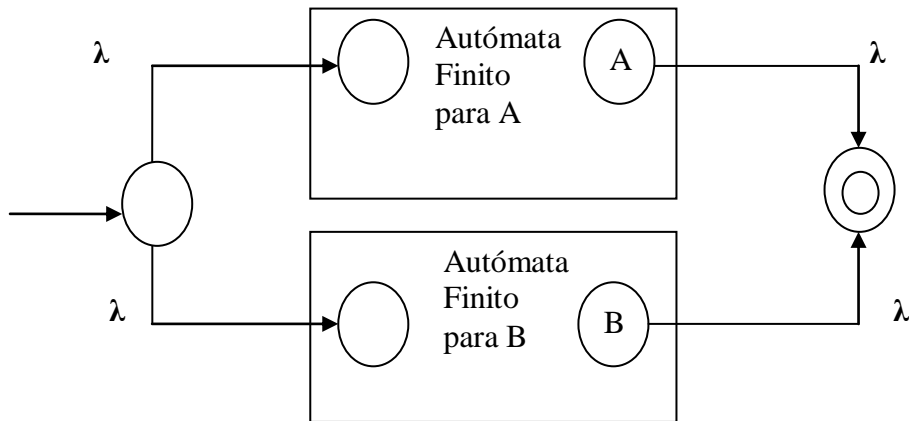 λ
Autómata
Finito
para A
A
λ
λ
Autómata
Finito
para B
B
λ